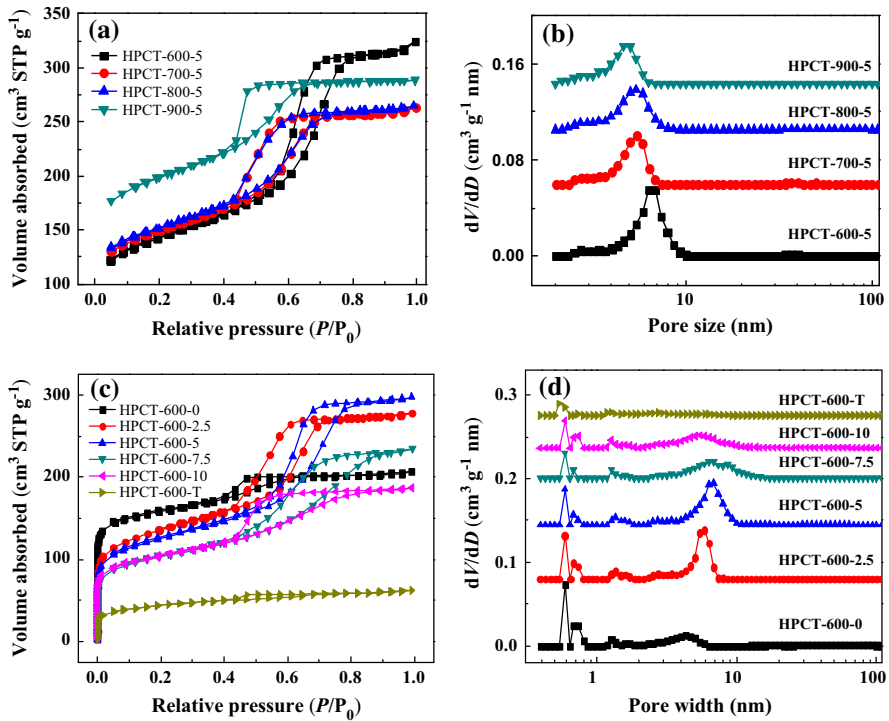 (a)
Volume absorbed (cm³ STP g⁻¹)
350
300
250
200
150
100
HPCT-600-5
HPCT-700-5
HPCT-800-5
HPCT-900-5
0.0 0.2 0.4 0.6 0.8 1.0
Relative pressure (P/P₀)
(b)
dV/dD (cm³ g⁻¹ nm)
0.16
0.08
0.00
HPCT-900-5
HPCT-800-5
HPCT-700-5
HPCT-600-5
10 100
Pore size (nm)
(c)
Volume absorbed (cm³ STP g⁻¹)
300
200
100
0
HPCT-600-0
HPCT-600-2.5
HPCT-600-5
HPCT-600-7.5
HPCT-600-10
HPCT-600-T
0.0 0.2 0.4 0.6 0.8 1.0
Relative pressure (P/P₀)
(d)
dV/dD (cm³ g⁻¹ nm)
0.3
0.2
0.1
0.0
HPCT-600-T
HPCT-600-10
HPCT-600-7.5
HPCT-600-5
HPCT-600-2.5
HPCT-600-0
1 10 100
Pore width (nm)